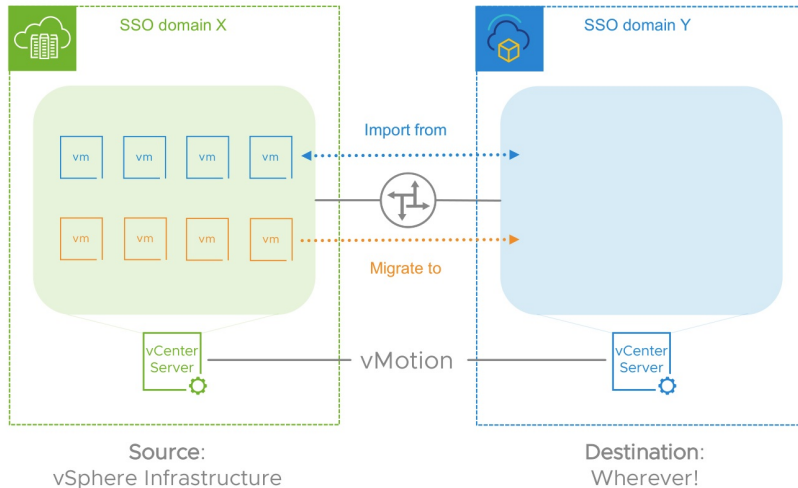 SSO domain X
SSO domain Y
Import from
vm vm vm vm
vm vm vm vm
Migrate to
vCenter
Server
vMotion
vCenter
Server
Source:
vSphere Infrastructure
Destination:
Wherever!